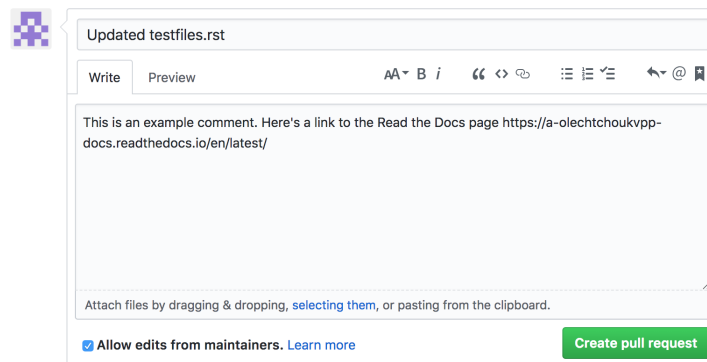 Updated testfiles.rst
Write Preview AA B i
This is an example comment. Here's a link to the Read the Docs page https://a-olechtchoukvpp-
docs.readthedocs.io/en/latest/
Attach files by dragging & dropping, selecting them, or pasting from the clipboard.
Allow edits from maintainers. Learn more
Create pull request